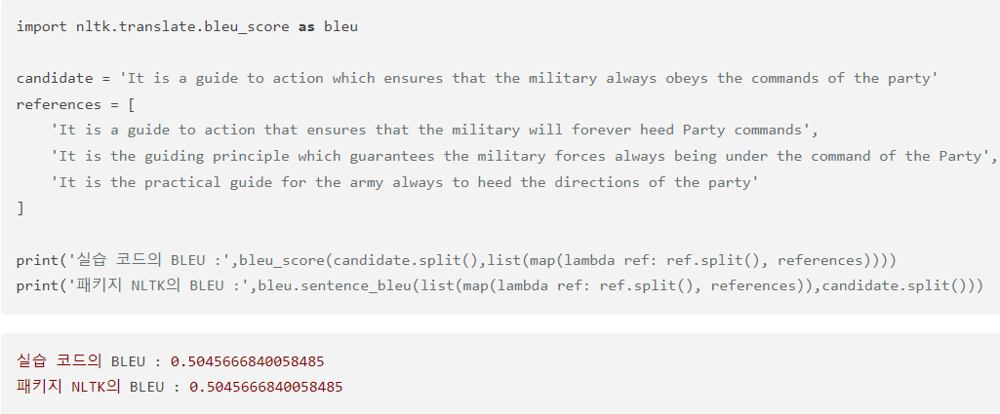 import nltk.translate.bleu_score as bleu
candidate = 'It is a guide to action which ensures that the military always obeys the commands of the party'
references = [
'It is a guide to action that ensures that the military will forever heed Party commands',
'It is the guiding principle which guarantees the military forces always being under the command of the Party',
'It is the practical guide for the army always to heed the directions of the party'
]
print('실습 코드의 BLEU :',bleu_score(candidate.split(),list(map(lambda ref: ref.split(), references))))
print('패키지 NLTK의 BLEU :',bleu.sentence_bleu(list(map(lambda ref: ref.split(), references)),candidate.split()))
실습 코드의 BLEU : 0.5045666840058485
패키지 NLTK의 BLEU : 0.5045666840058485